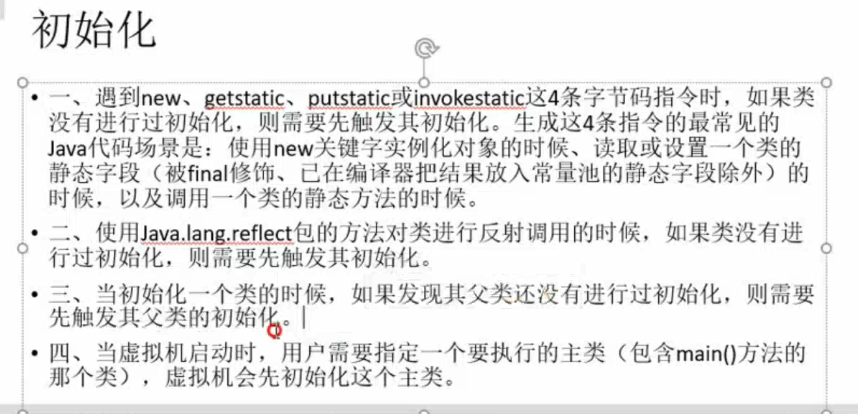 初始化
• 一、遇到new、getstatic、putstatic或invokestatic这4条字节码指令时，如果类
没有进行过初始化，则需要先触发其初始化。生成这4条指令的最常见的
Java代码场景是：使用new关键字实例化对象的时候、读取或设置一个类的
静态字段（被final修饰、已在编译器把结果放入常量池的静态字段除外）的
时候，以及调用一个类的静态方法的时候。
• 二、使用Java.lang.reflect包的方法对类进行反射调用的时候，如果类没有进
行过初始化，则需要先触发其初始化。
• 三、当初始化一个类的时候，如果发现其父类还没有进行过初始化，则需要
先触发其父类的初始化。
• 四、当虚拟机启动时，用户需要指定一个要执行的主类（包含main()方法的
那个类），虚拟机会先初始化这个主类。